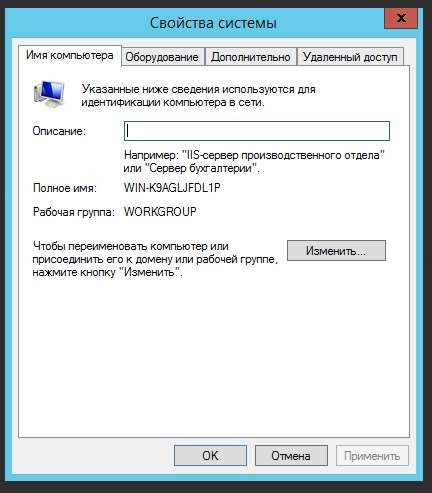 Свойства системы
x
Имя компьютера Оборудование Дополнительно Удаленный доступ
Указанные ниже сведения используются для
идентификации компьютера в сети.
Описание:
Например: "IIS-сервер производственного отдела"
или "Сервер бухгалтерии".
Полное имя: WIN-K9AGLJFDL1P
Рабочая группа: WORKGROUP
Чтобы переименовать компьютер или
присоединить его к домену или рабочей группе,
нажмите кнопку "Изменить".
Изменить...
OK Отмена Применить